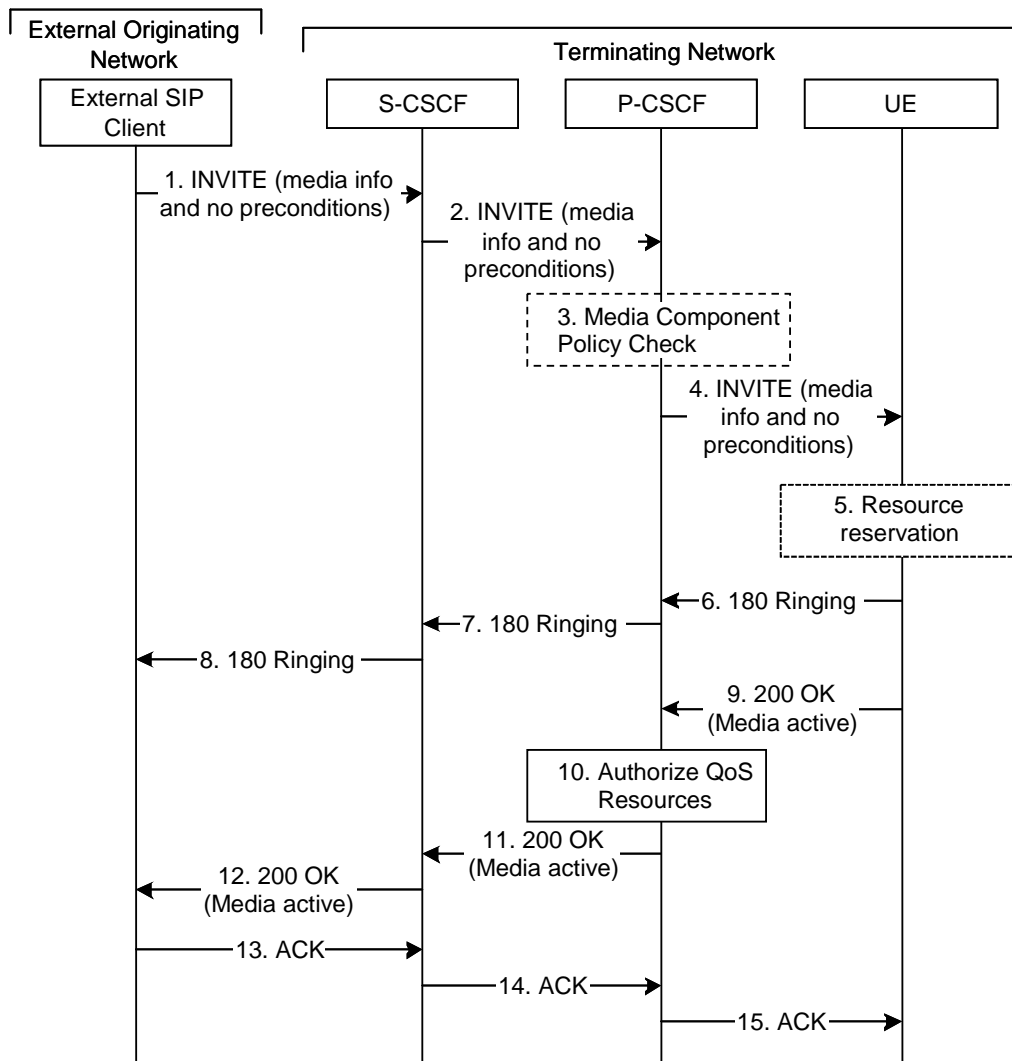 External Originating
Network
Terminating Network
External SIP
Client
S-CSCF
P-CSCF
UE
1. INVITE (media info
and no preconditions)
2. INVITE (media
info and no
preconditions)
3. Media Component
Policy Check
4. INVITE (media
info and no
preconditions)
5. Resource
reservation
6. 180 Ringing
7. 180 Ringing
8. 180 Ringing
9. 200 OK
(Media active)
10. Authorize QoS
Resources
11. 200 OK
(Media active)
12. 200 OK
(Media active)
13. ACK
14. ACK
15. ACK